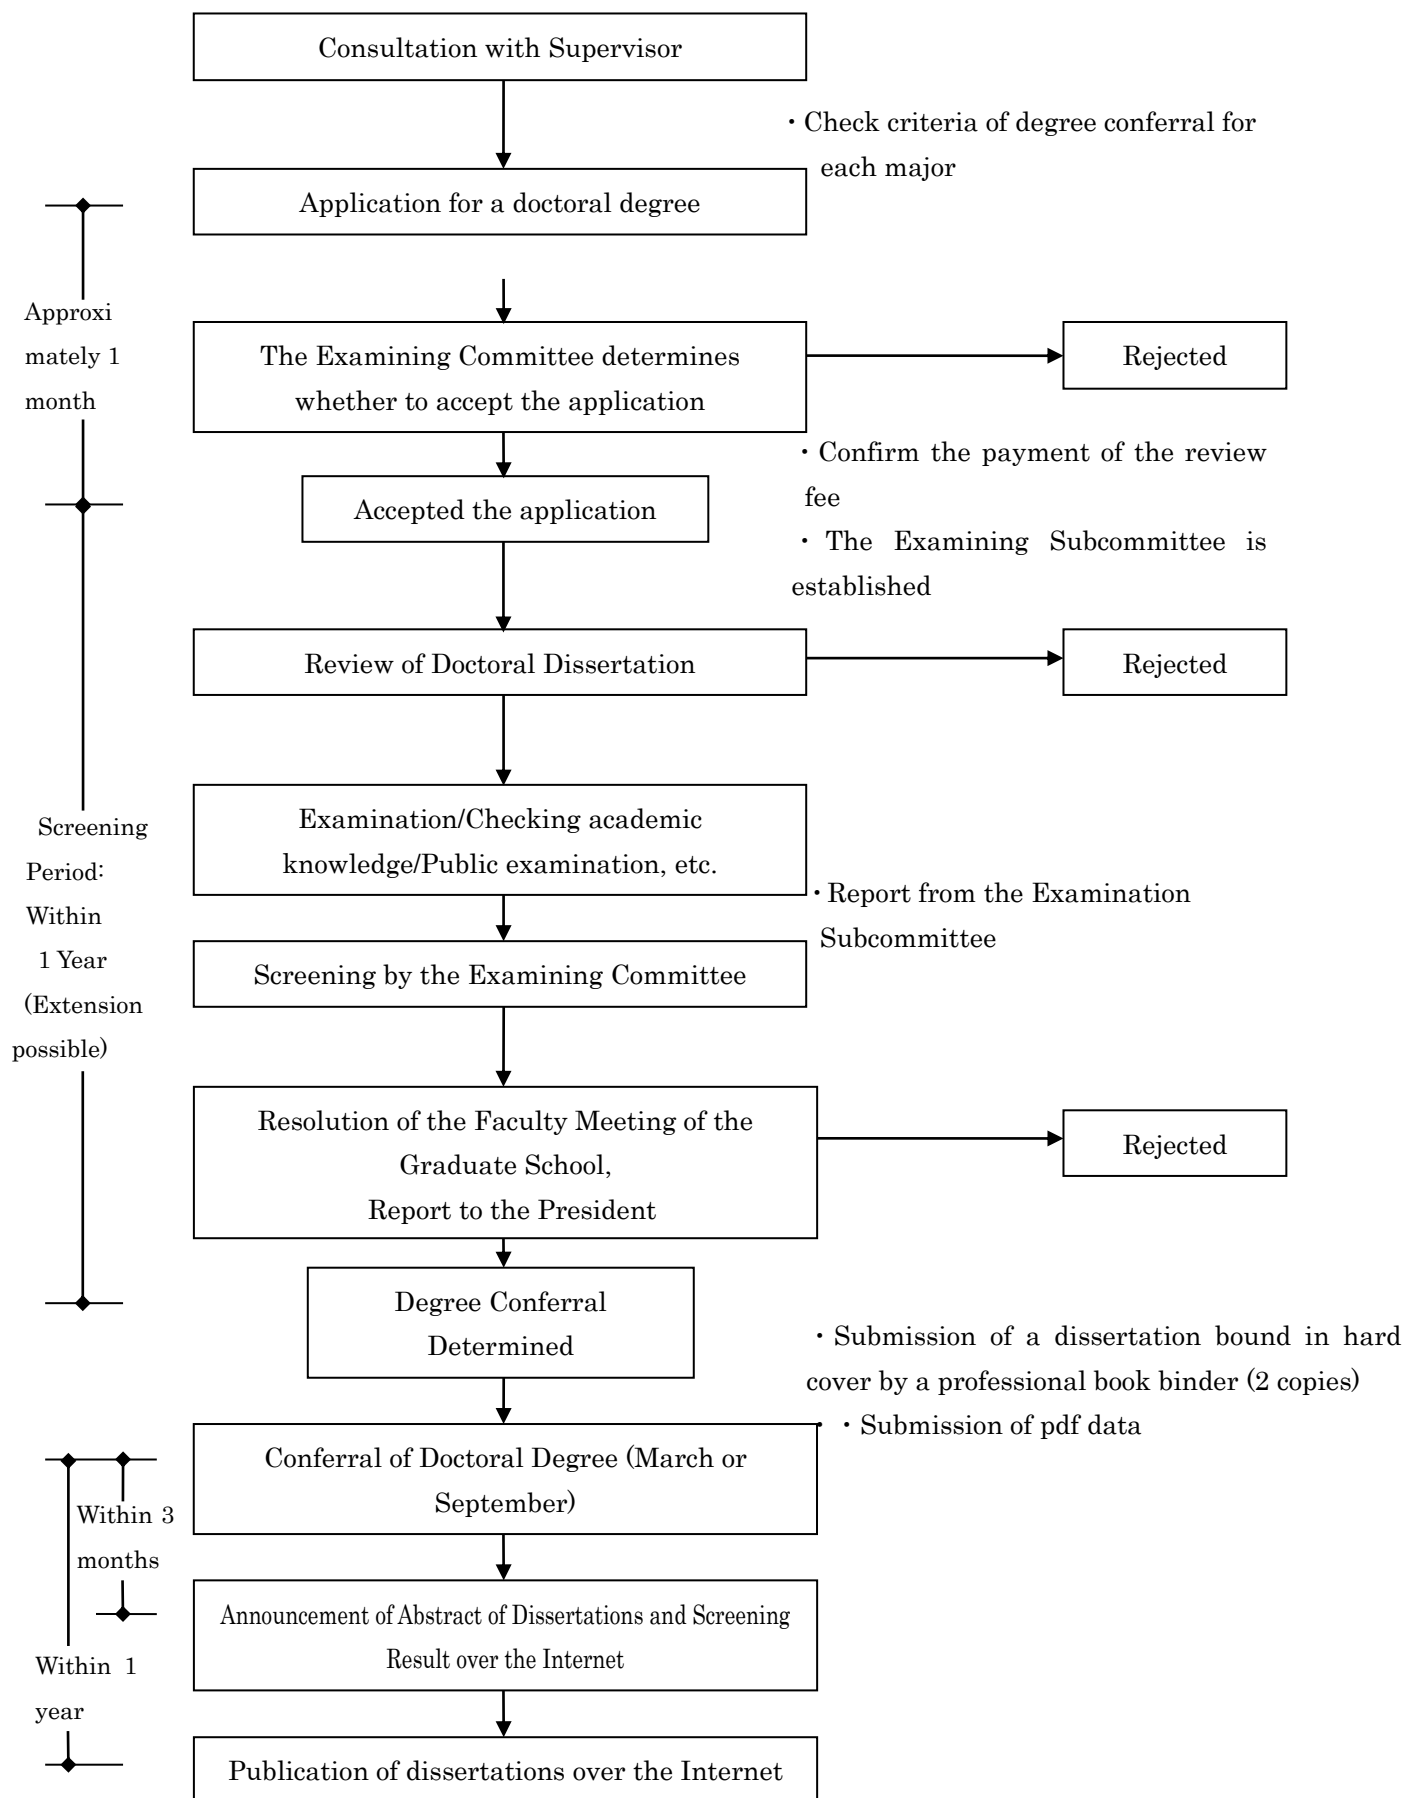 Consultation with Supervisor
・Check criteria of degree conferral for
each major
Application for a doctoral degree
Approxi
mately 1
month
The Examining Committee determines
whether to accept the application
Rejected
・Confirm the payment of the review
fee
・The Examining Subcommittee is
established
Accepted the application
Review of Doctoral Dissertation
Rejected
Screening
Period:
Within
1 Year
(Extension
possible)
Examination/Checking academic
knowledge/Public examination, etc.
・Report from the Examination
Subcommittee
Screening by the Examining Committee
Resolution of the Faculty Meeting of the
Graduate School,
Report to the President
Rejected
Degree Conferral
Determined
・Submission of a dissertation bound in hard
cover by a professional book binder (2 copies)
・・Submission of pdf data
Conferral of Doctoral Degree (March or
September)
Within 3
months
Announcement of Abstract of Dissertations and Screening
Result over the Internet
Within 1
year
Publication of dissertations over the Internet